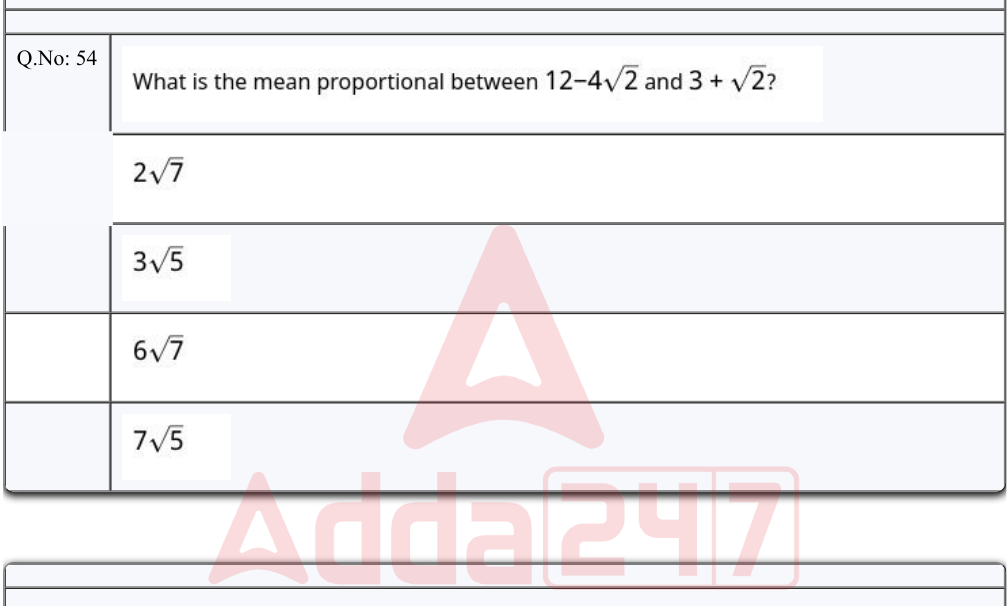 Q.No: 54
What is the mean proportional between 12−4√2 and 3 + √2?
2√7
3√5
6√7
7√5
Adda247